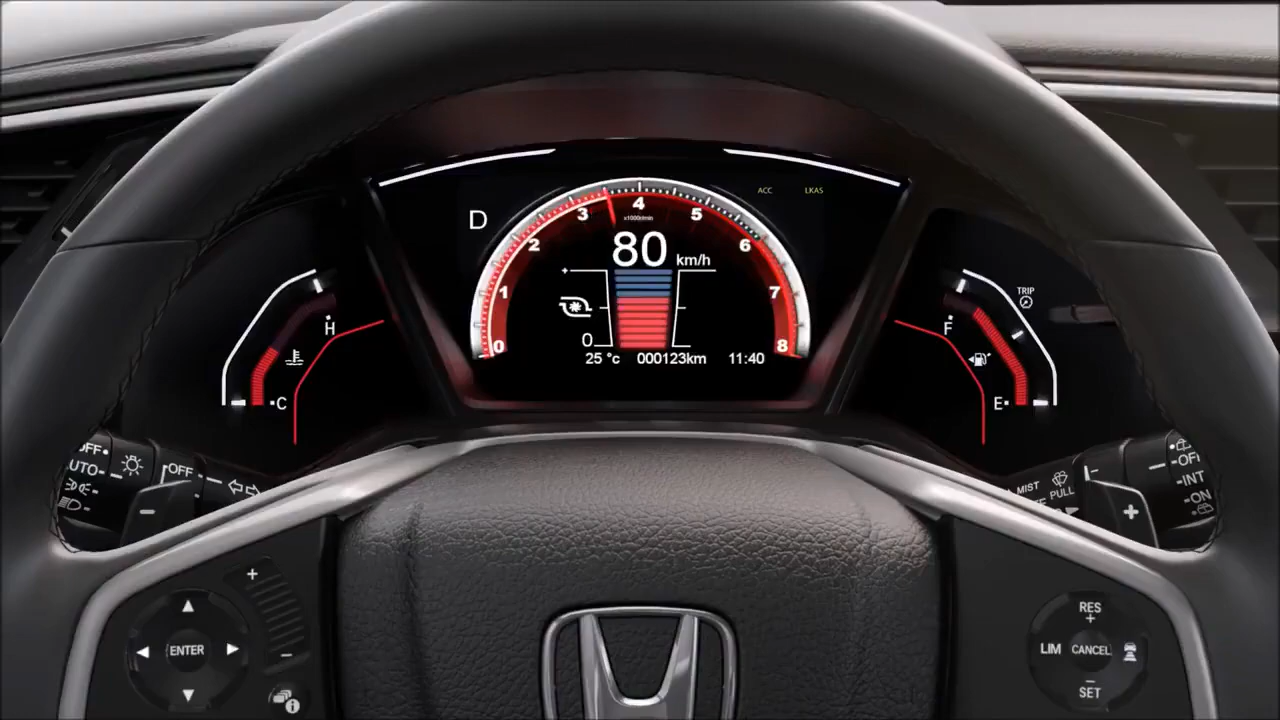 ACC LKAS
D
0 1 2 3 4 5 6 7 8
x1000r/min
80 km/h
+
0
25 °c 000123km 11:40
H
C
TRIP
F
E
OFF
AUTO
OFF
−
MIST
PULL
OFF
INT
ON
+
+
ENTER
−
RES
+
LIM CANCEL
−
SET